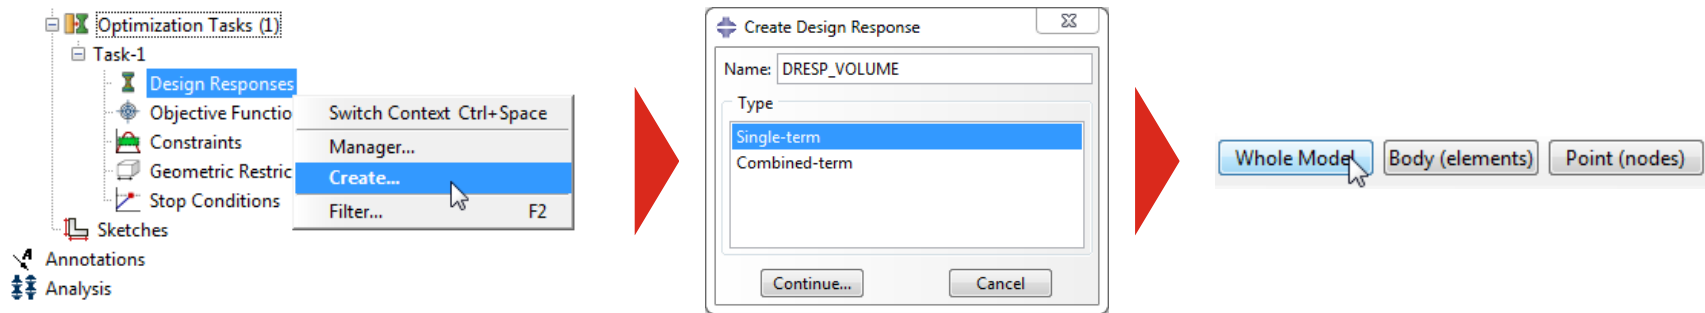 Optimization Tasks (1)
Task-1
Design Responses
Objective Functio
Constraints
Geometric Restric
Stop Conditions
Sketches
Annotations
Analysis
Switch Context Ctrl+Space
Manager...
Create...
Filter... F2
Create Design Response
Name: DRESP_VOLUME
Type
Single-term
Combined-term
Continue... Cancel
Whole Model Body (elements) Point (nodes)